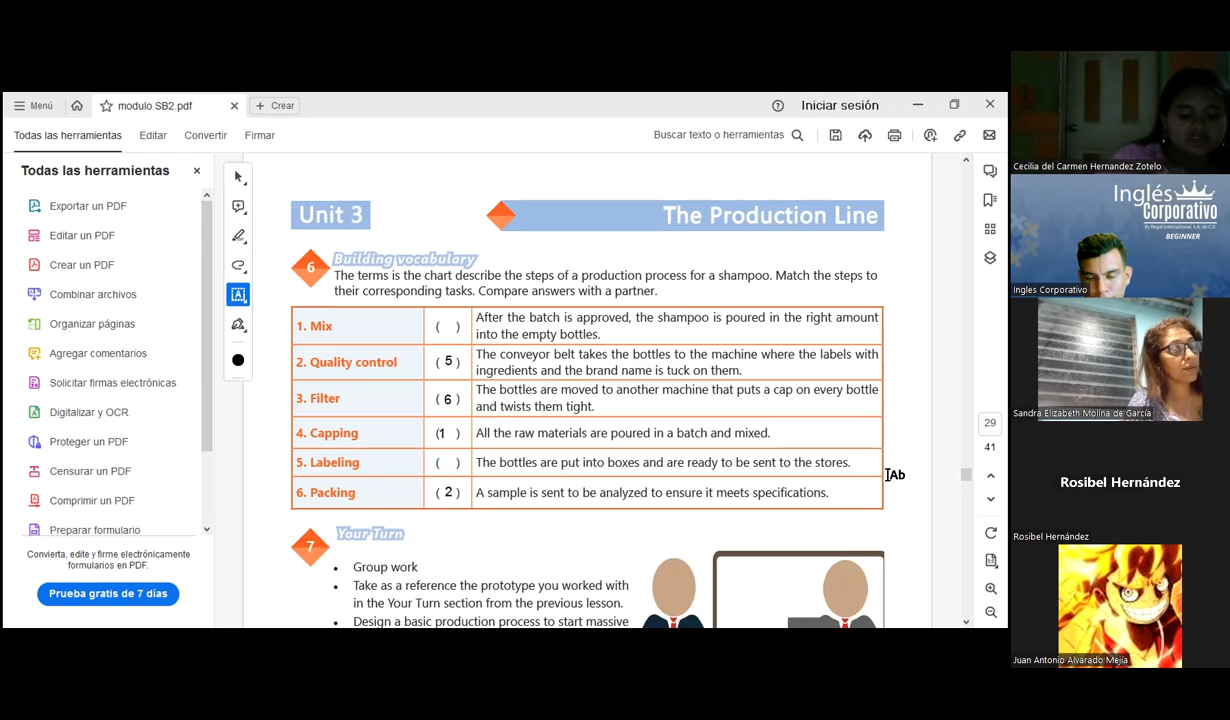 Menú
modulo SB2.pdf
Crear
Iniciar sesión
Todas las herramientas
Editar
Convertir
Firmar
Buscar texto o herramientas
Todas las herramientas
Exportar un PDF
Editar un PDF
Crear un PDF
Combinar archivos
Organizar páginas
Agregar comentarios
Solicitar firmas electrónicas
Digitalizar y OCR
Proteger un PDF
Censurar un PDF
Comprimir un PDF
Preparar formulario
Convierta, edite y firme electrónicamente
formularios en PDF.
Prueba gratis de 7 días
Unit 3
The Production Line
6
Building vocabulary
The terms is the chart describe the steps of a production process for a shampoo. Match the steps to
their corresponding tasks. Compare answers with a partner.
1. Mix ( ) After the batch is approved, the shampoo is poured in the right amount
into the empty bottles.
2. Quality control ( 5 ) The conveyor belt takes the bottles to the machine where the labels with
ingredients and the brand name is tuck on them.
3. Filter ( 6 ) The bottles are moved to another machine that puts a cap on every bottle
and twists them tight.
4. Capping (1 ) All the raw materials are poured in a batch and mixed.
5. Labeling ( ) The bottles are put into boxes and are ready to be sent to the stores.
6. Packing ( 2 ) A sample is sent to be analyzed to ensure it meets specifications.
Ab
7
Your Turn
• Group work
• Take as a reference the prototype you worked with
in the Your Turn section from the previous lesson.
• Design a basic production process to start massive
29
41
Cecilia del Carmen Hernandez Zotelo
Inglés
Corporativo
By Regal International, S.A. de C.V.
BEGINNER
Ingles Corporativo
Sandra Elizabeth Molina de García
Rosibel Hernández
Rosibel Hernández
Juan Antonio Alvarado Mejía